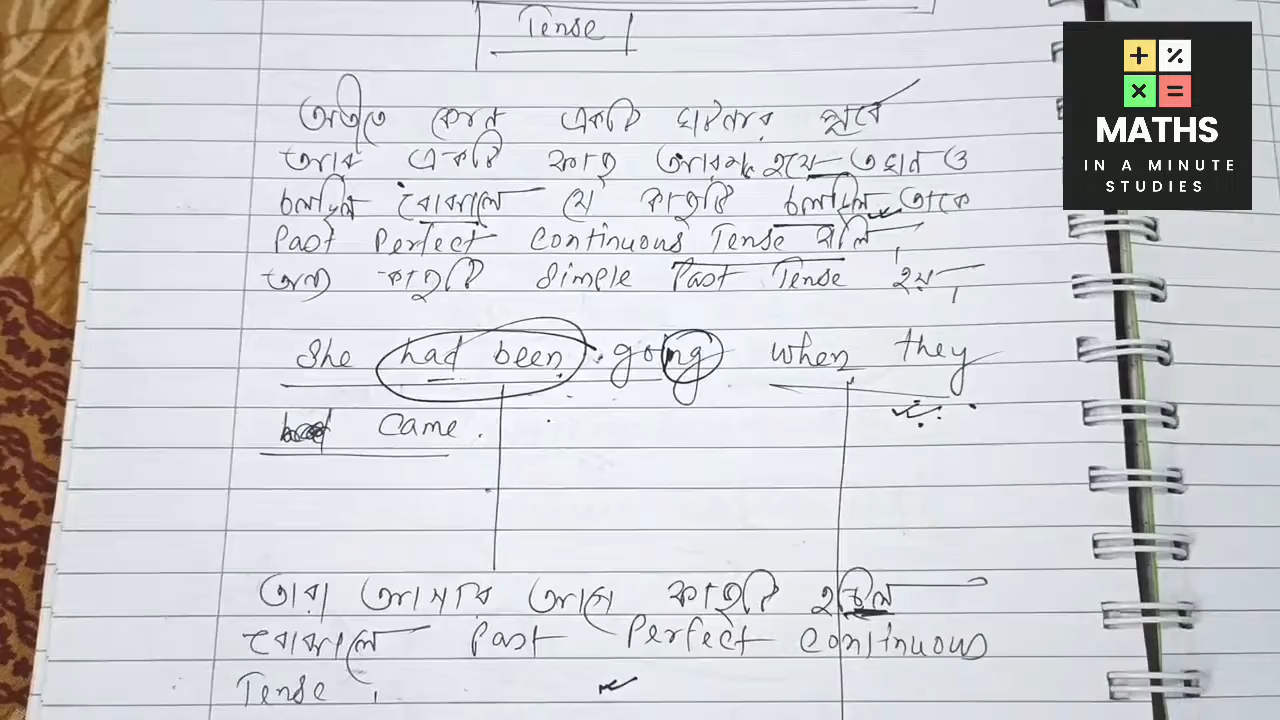 Tense
অতীতে কোন একটি ঘটনার পূর্বে
আর একটি কাজ আরম্ভ হয়ে তখন ও
চলছিল বোঝালে যে কাজটি চলছিল তাকে
Past Perfect Continuous Tense বলি
অন্য কাজটি Simple Past Tense হয়।
She had been going when they
came.
তারা আসার আগে কাজটি হচ্ছিল
বোঝালে Past Perfect Continuous
Tense
+ %
× =
MATHS
IN A MINUTE
STUDIES